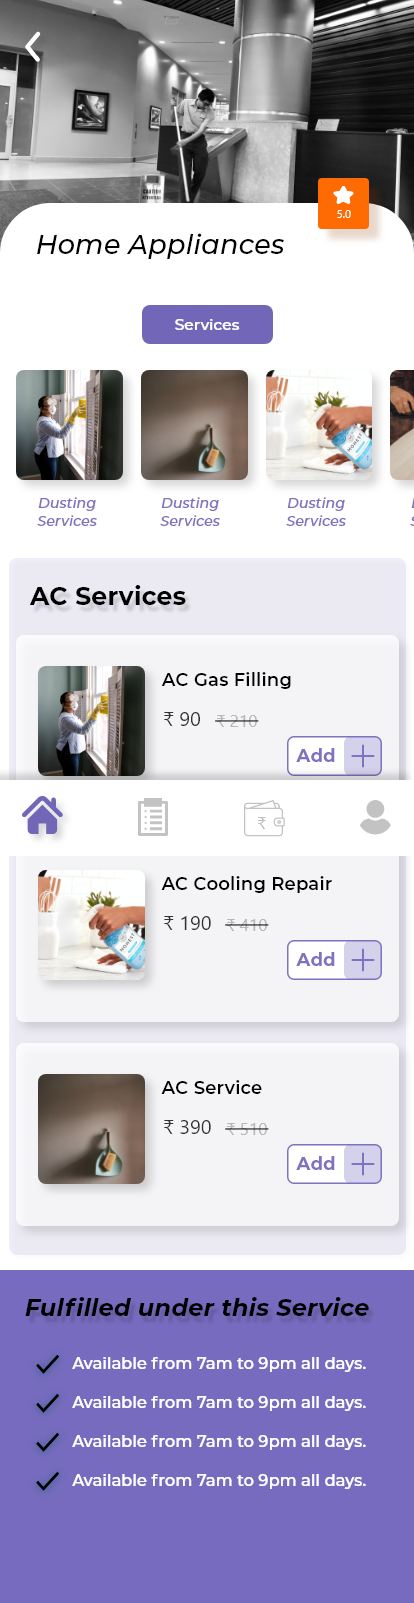 CAUTION
5.0
Home Appliances
Services
Dusting
Services
Dusting
Services
Dusting
Services
AC Services
AC Gas Filling
₹ 90 ₹ 210
Add
₹
AC Cooling Repair
₹ 190 ₹ 410
Add
HONEST
AC Service
₹ 390 ₹ 510
Add
Fulfilled under this Service
Available from 7am to 9pm all days.
Available from 7am to 9pm all days.
Available from 7am to 9pm all days.
Available from 7am to 9pm all days.